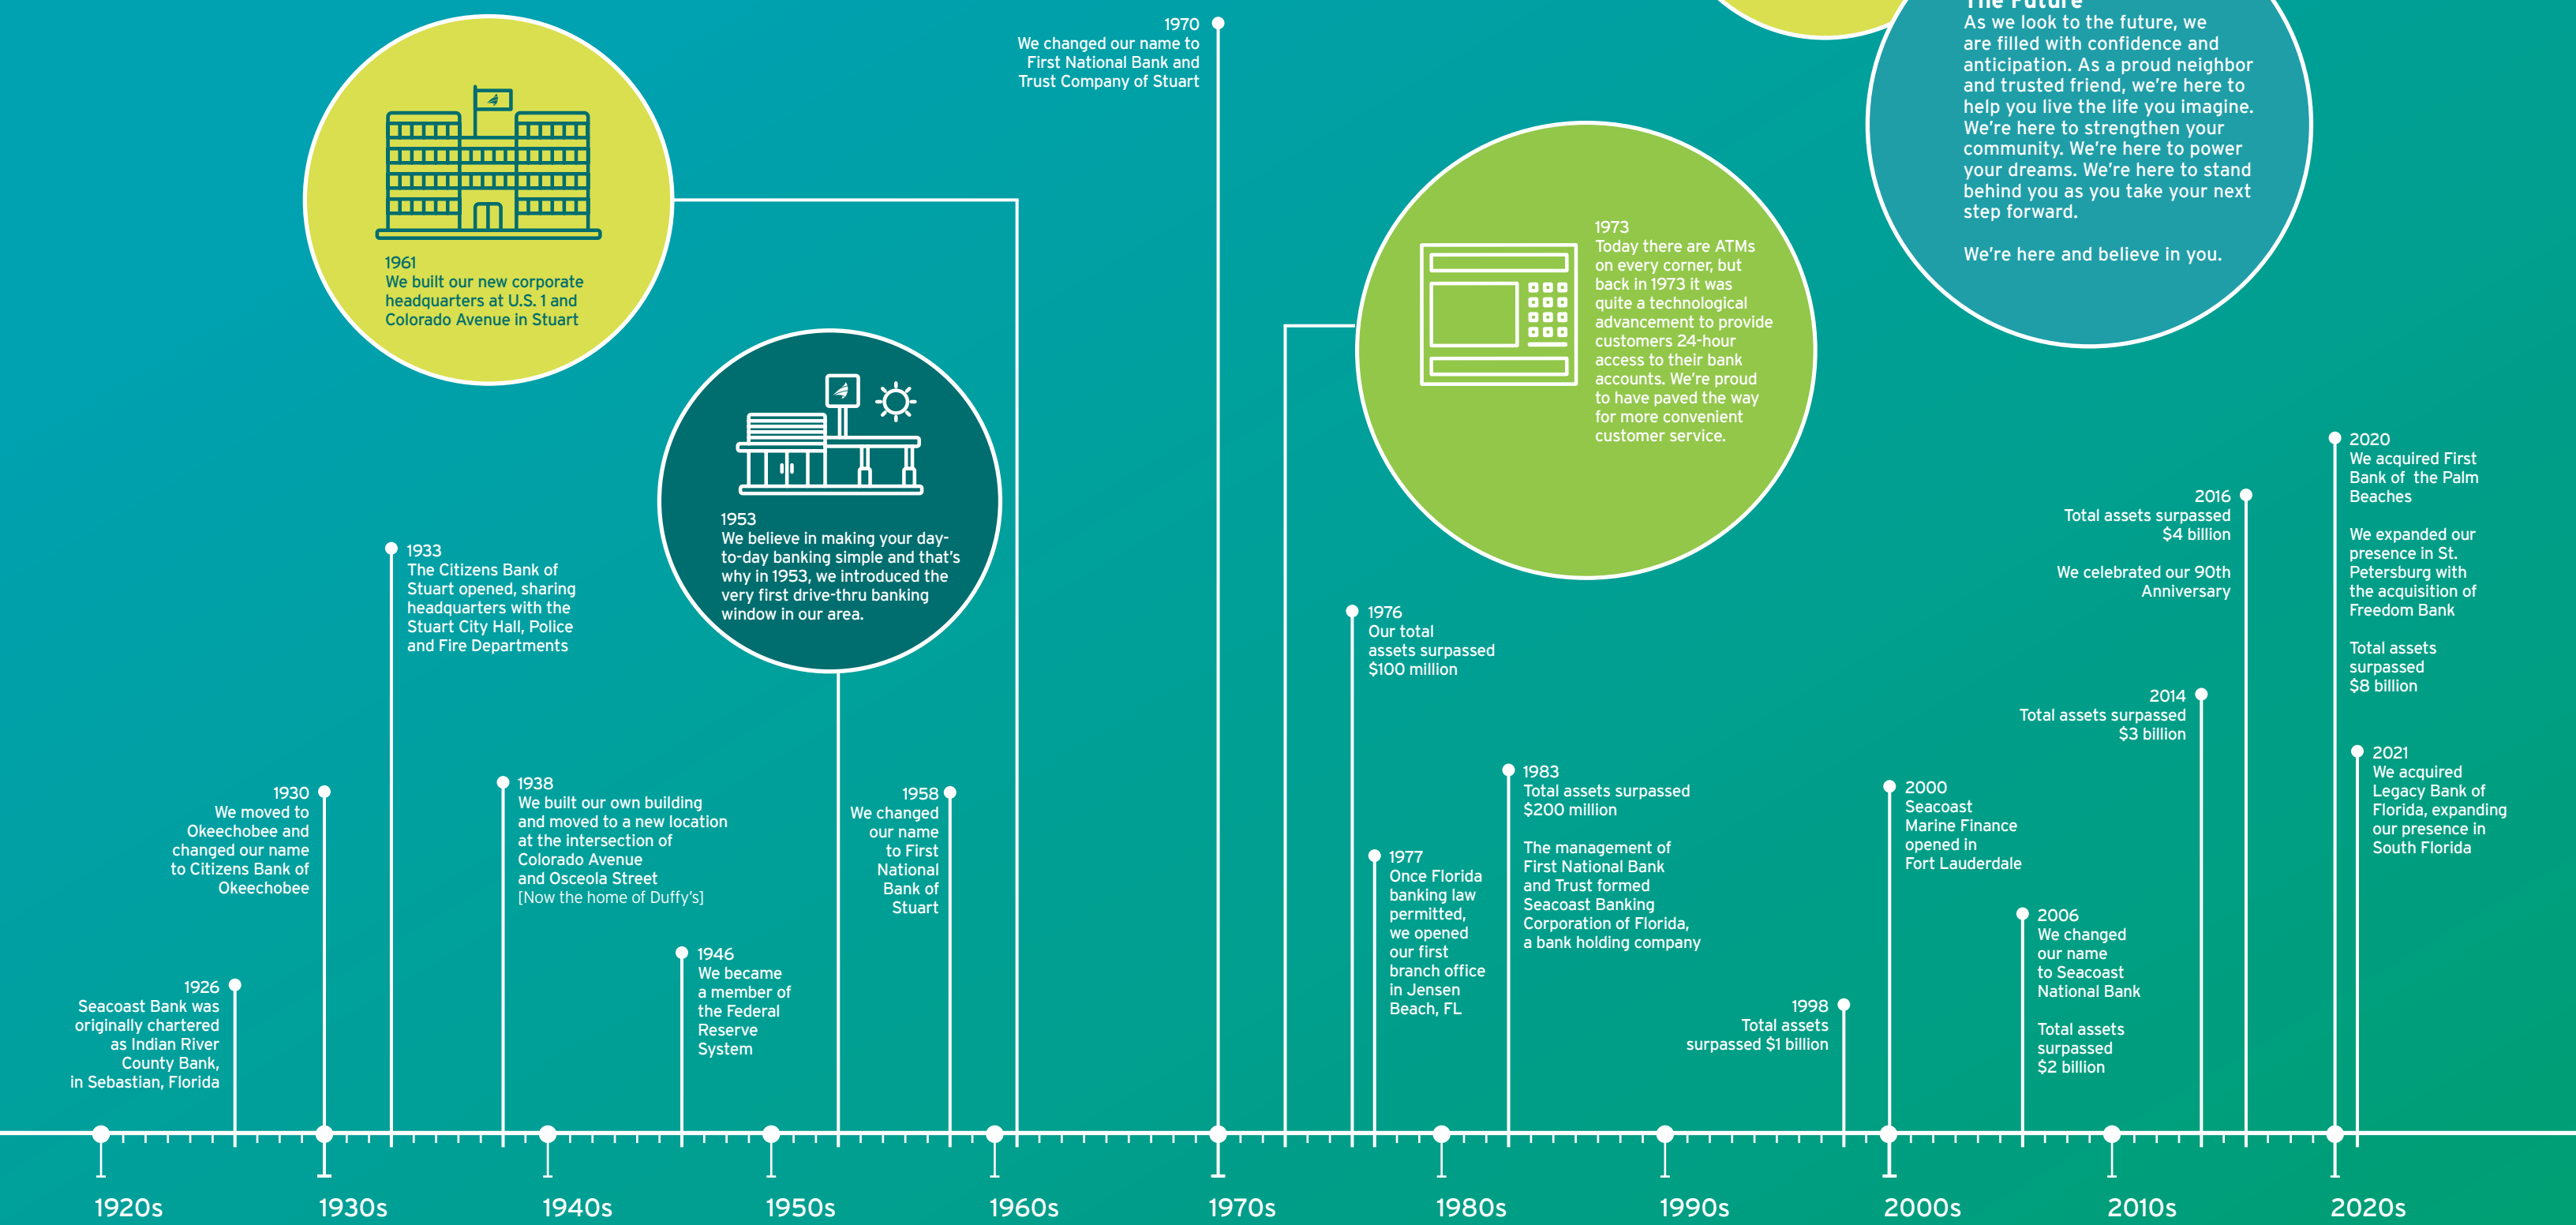 The Future
As we look to the future, we
are filled with confidence and
anticipation. As a proud neighbor
and trusted friend, we're here to
help you live the life you imagine.
We're here to strengthen your
community. We're here to power
your dreams. We're here to stand
behind you as you take your next
step forward.
We're here and believe in you.
1970
We changed our name to
First National Bank and
Trust Company of Stuart
1961
We built our new corporate
headquarters at U.S. 1 and
Colorado Avenue in Stuart
1973
Today there are ATMs
on every corner, but
back in 1973 it was
quite a technological
advancement to provide
customers 24-hour
access to their bank
accounts. We're proud
to have paved the way
for more convenient
customer service.
1953
We believe in making your day-
to-day banking simple and that's
why in 1953, we introduced the
very first drive-thru banking
window in our area.
1933
The Citizens Bank of
Stuart opened, sharing
headquarters with the
Stuart City Hall, Police
and Fire Departments
1930
We moved to
Okeechobee and
changed our name
to Citizens Bank of
Okeechobee
1926
Seacoast Bank was
originally chartered
as Indian River
County Bank,
in Sebastian, Florida
1938
We built our own building
and moved to a new location
at the intersection of
Colorado Avenue
and Osceola Street
[Now the home of Duffy's]
1946
We became
a member of
the Federal
Reserve
System
1958
We changed
our name
to First
National
Bank of
Stuart
1976
Our total
assets surpassed
$100 million
1977
Once Florida
banking law
permitted,
we opened
our first
branch office
in Jensen
Beach, FL
1983
Total assets surpassed
$200 million
The management of
First National Bank
and Trust formed
Seacoast Banking
Corporation of Florida,
a bank holding company
1998
Total assets
surpassed $1 billion
2000
Seacoast
Marine Finance
opened in
Fort Lauderdale
2006
We changed
our name
to Seacoast
National Bank
Total assets
surpassed
$2 billion
2014
Total assets surpassed
$3 billion
2016
Total assets surpassed
$4 billion
We celebrated our 90th
Anniversary
2020
We acquired First
Bank of  the Palm
Beaches
We expanded our
presence in St.
Petersburg with
the acquisition of
Freedom Bank
Total assets
surpassed
$8 billion
2021
We acquired
Legacy Bank of
Florida, expanding
our presence in
South Florida
1920s
1930s
1940s
1950s
1960s
1970s
1980s
1990s
2000s
2010s
2020s